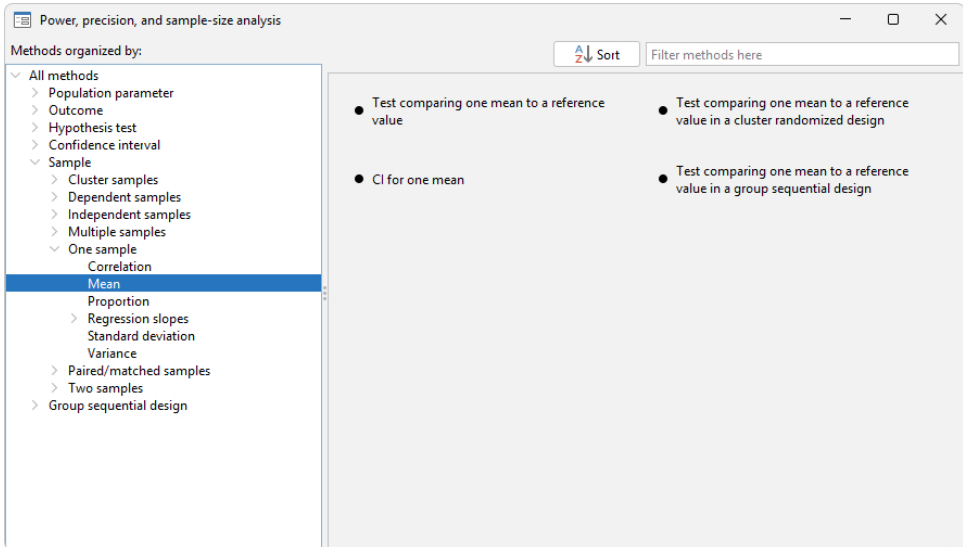 Power, precision, and sample-size analysis
Methods organized by:
Sort
Filter methods here
All methods
Population parameter
Outcome
Hypothesis test
Confidence interval
Sample
Cluster samples
Dependent samples
Independent samples
Multiple samples
One sample
Correlation
Mean
Proportion
Regression slopes
Standard deviation
Variance
Paired/matched samples
Two samples
Group sequential design
Test comparing one mean to a reference
value
Test comparing one mean to a reference
value in a cluster randomized design
CI for one mean
Test comparing one mean to a reference
value in a group sequential design